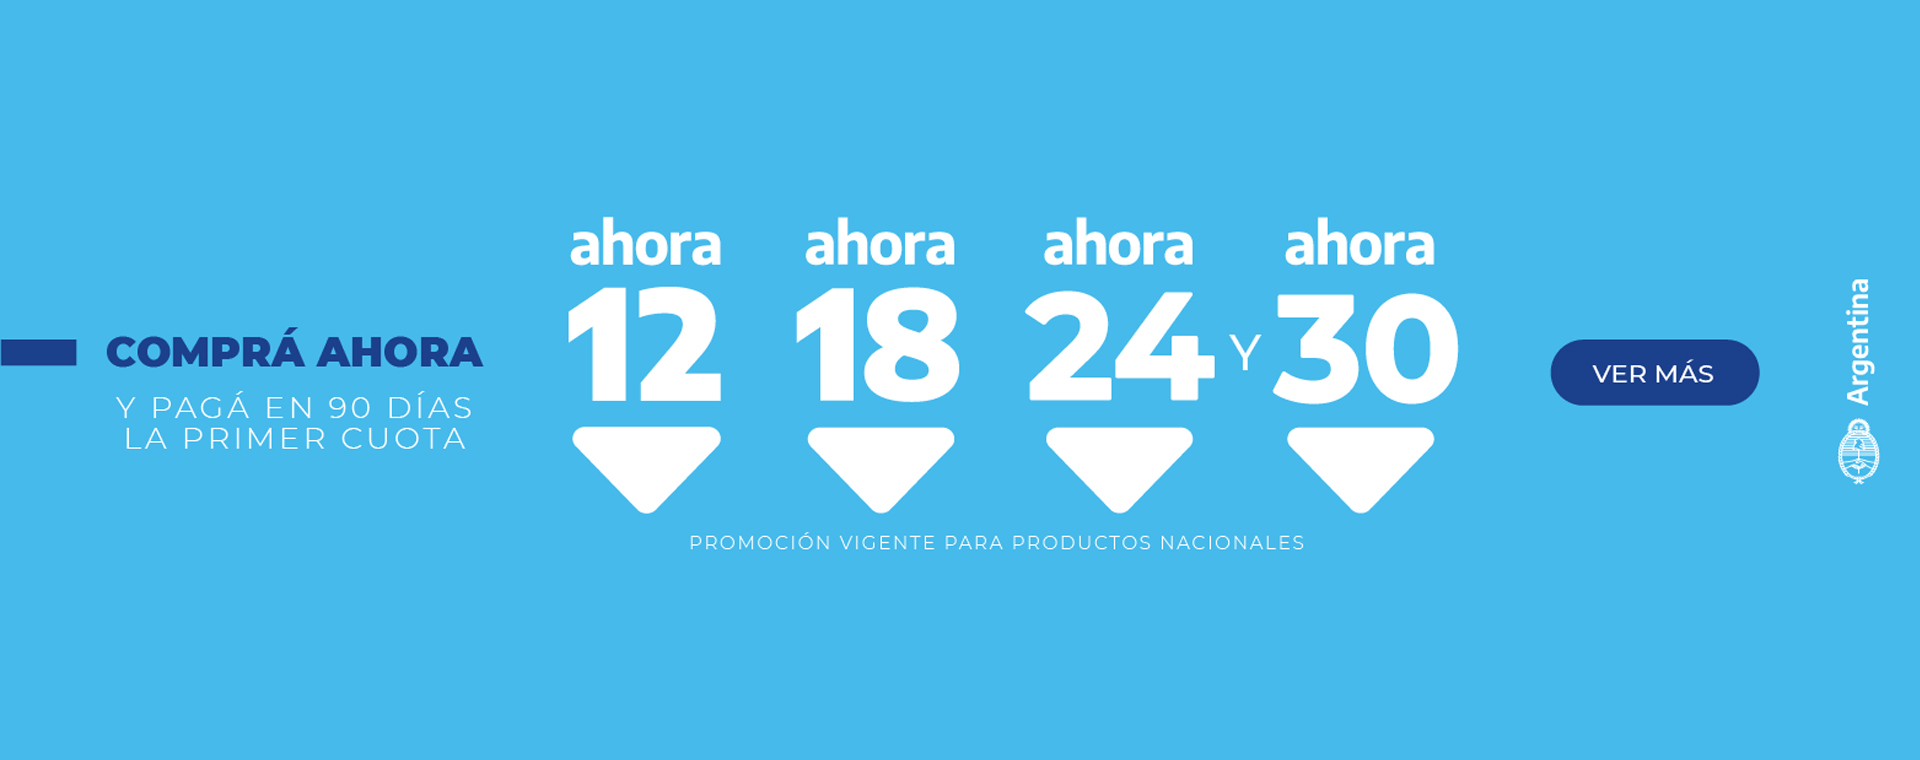 COMPRÁ AHORA
Y PAGÁ EN 90 DÍAS
LA PRIMER CUOTA
ahora ahora ahora ahora
12 18 24 Y 30
PROMOCIÓN VIGENTE PARA PRODUCTOS NACIONALES
VER MÁS
Argentina